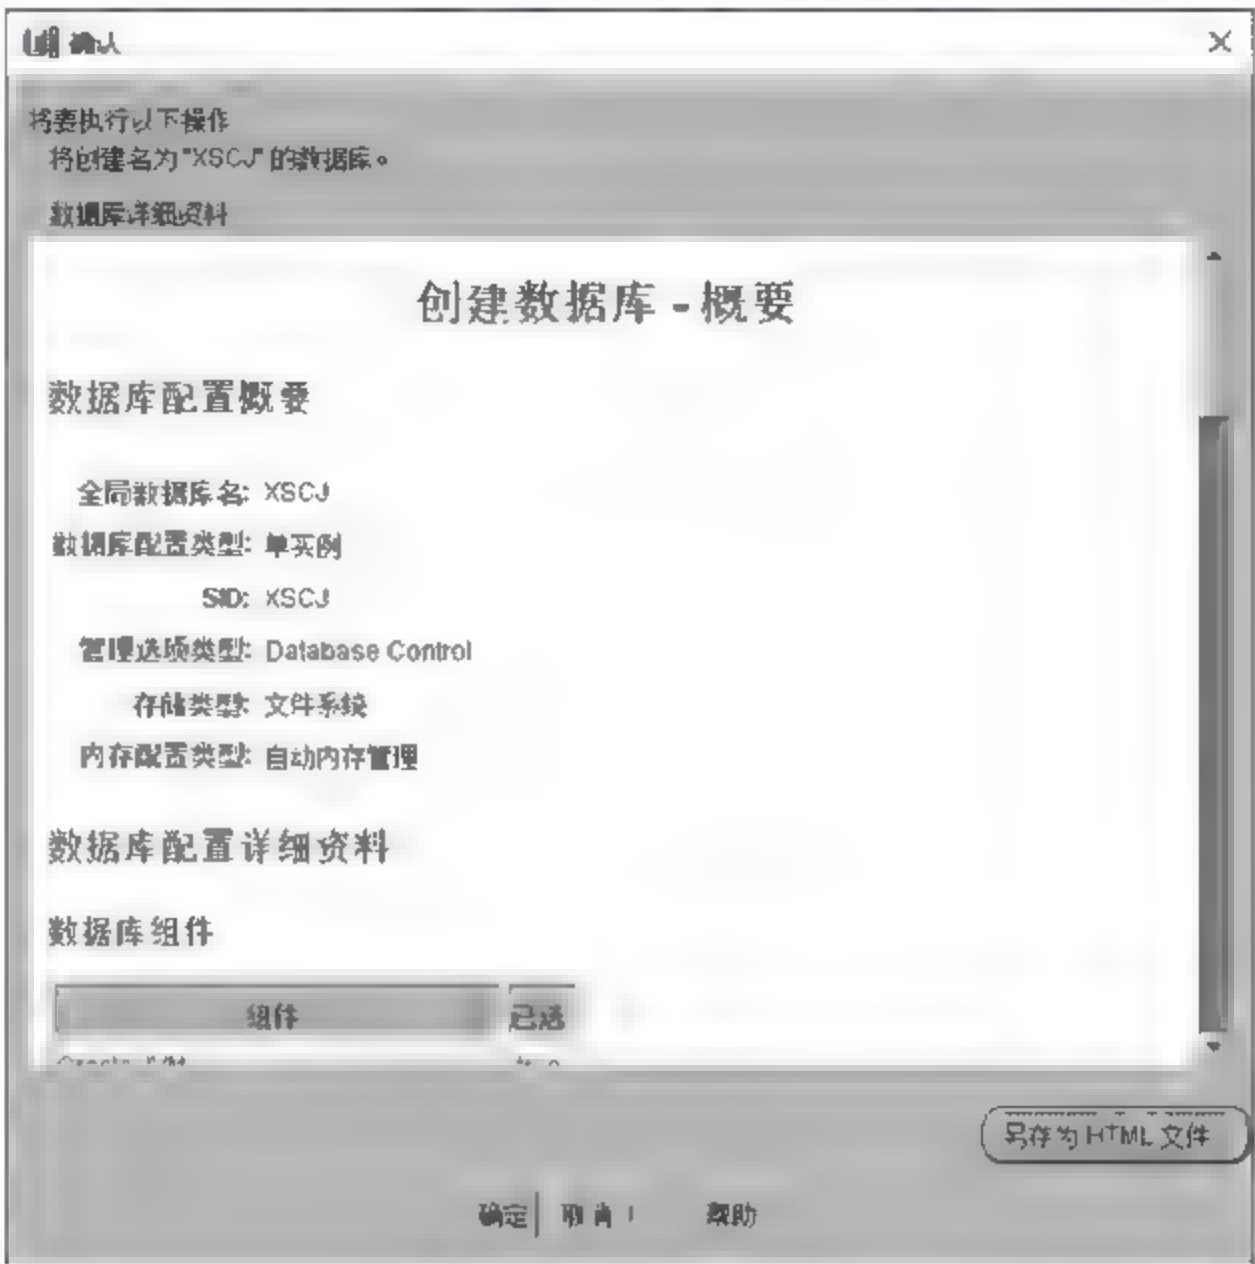 确认
将要执行以下操作
将创建名为"XSCJ"的数据库。
数据库详细资料
创建数据库 - 概要
数据库配置概要
全局数据库名: XSCJ
数据库配置类型: 单实例
SID: XSCJ
管理选项类型: Database Control
存储类型: 文件系统
内存配置类型: 自动内存管理
数据库配置详细资料
数据库组件
组件 已选
另存为 HTML 文件
确定 取消 帮助